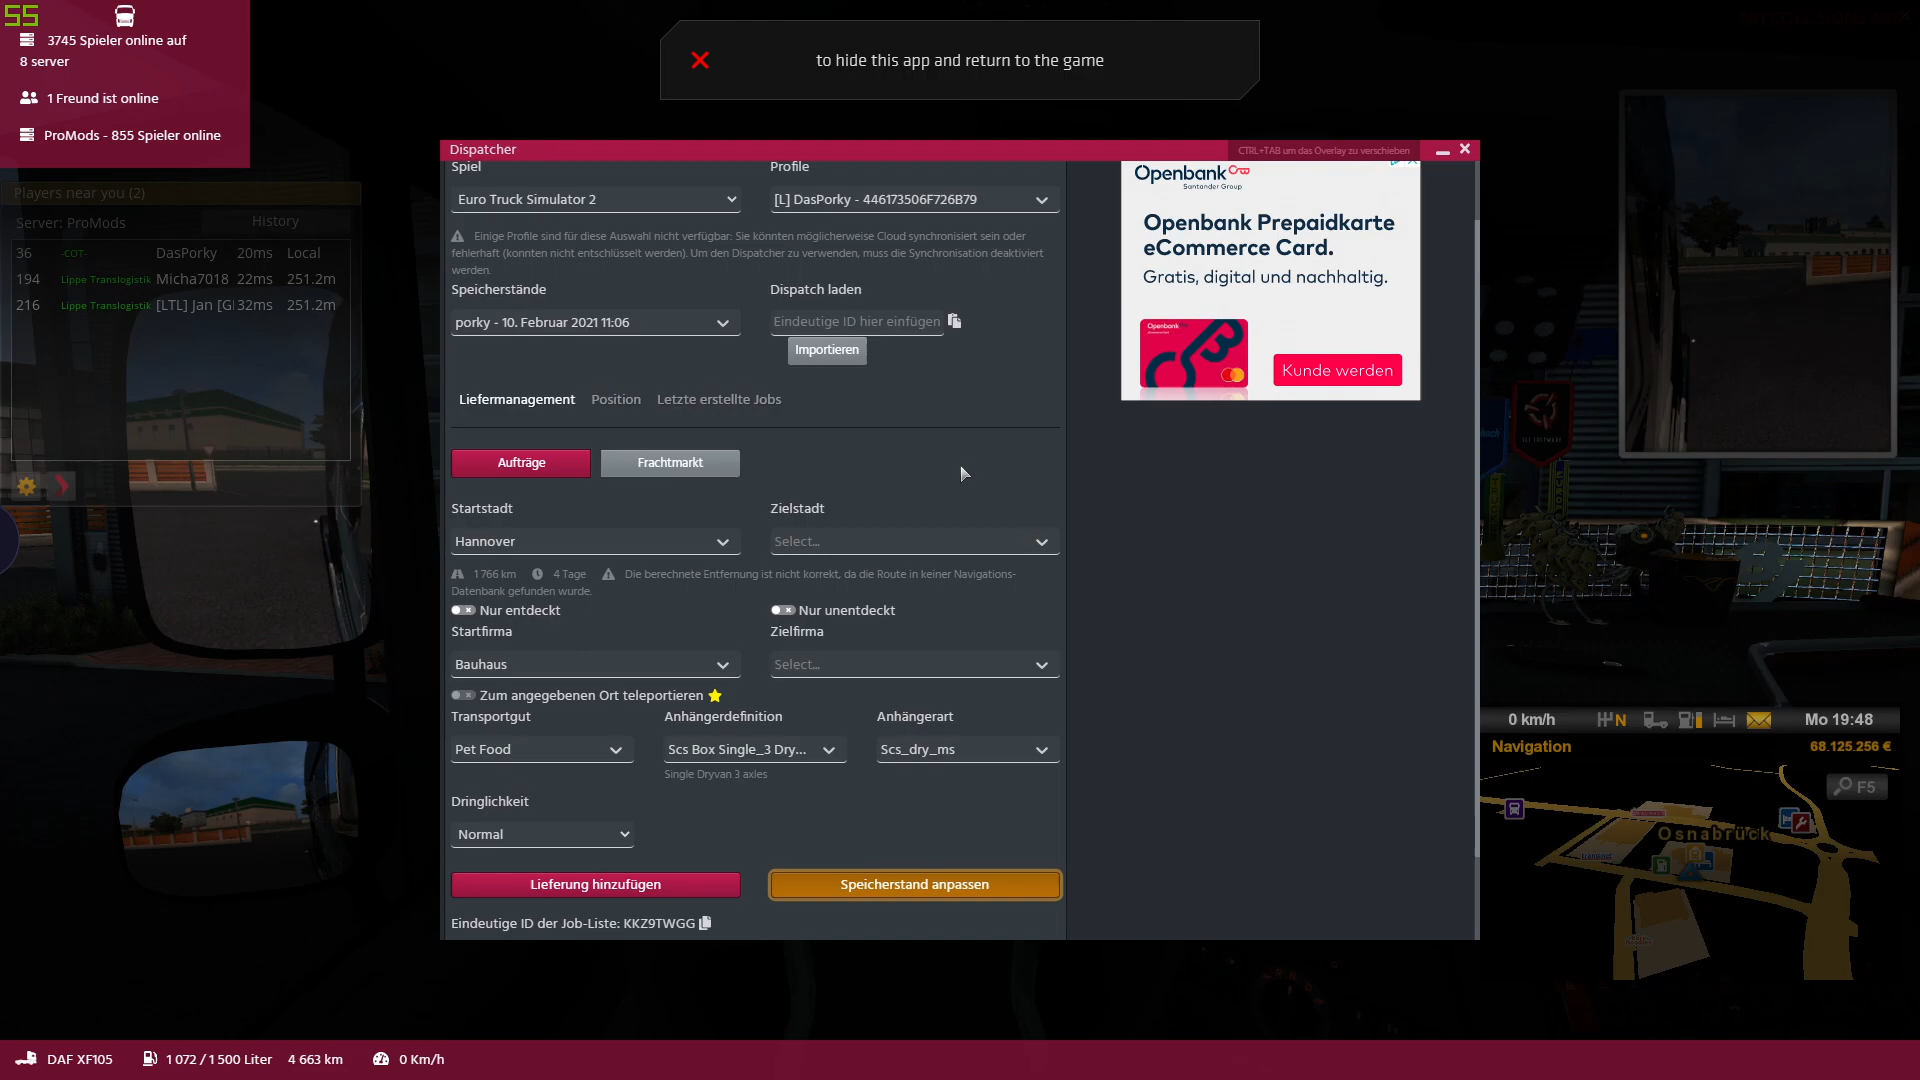 55
3745 Spieler online auf
8 server
1 Freund ist online
ProMods - 855 Spieler online
to hide this app and return to the game
Players near you (2)
Server: ProMods
History
36 -COT- DasPorky 20ms Local
194 Lippe Translogistik Micha7018 22ms 251.2m
216 Lippe Translogistik [LTL] Jan [G 32ms 251.2m
Dispatcher
CTRL+TAB um das Overlay zu verschieben
Spiel
Profile
Euro Truck Simulator 2
[L] DasPorky - 446173506F726B79
Einige Profile sind für diese Auswahl nicht verfügbar: Sie könnten möglicherweise Cloud synchronisiert sein oder
fehlerhaft (konnten nicht entschlüsselt werden). Um den Dispatcher zu verwenden, muss die Synchronisation deaktiviert
werden.
Speicherstände
Dispatch laden
porky - 10. Februar 2021 11:06
Eindeutige ID hier einfügen
Importieren
Liefermanagement
Position
Letzte erstellte Jobs
Aufträge
Frachtmarkt
Startstadt
Zielstadt
Hannover
Select...
1 766 km
4 Tage
Die berechnete Entfernung ist nicht korrekt, da die Route in keiner Navigations-
Datenbank gefunden wurde.
Nur entdeckt
Nur unentdeckt
Startfirma
Zielfirma
Bauhaus
Select...
Zum angegebenen Ort teleportieren
Transportgut
Anhängerdefinition
Anhängerart
Pet Food
Scs Box Single_3 Dry...
Scs_dry_ms
Single Dryvan 3 axles
Dringlichkeit
Normal
Lieferung hinzufügen
Speicherstand anpassen
Eindeutige ID der Job-Liste: KKZ9TWGG
Openbank
Santander Group
Openbank Prepaidkarte
eCommerce Card.
Gratis, digital und nachhaltig.
Openbank
Kunde werden
0 km/h
N
Mo 19:48
Navigation
68.125.256 €
F5
Osnabrück
DAF XF105
1 072 / 1 500 Liter
4 663 km
0 Km/h